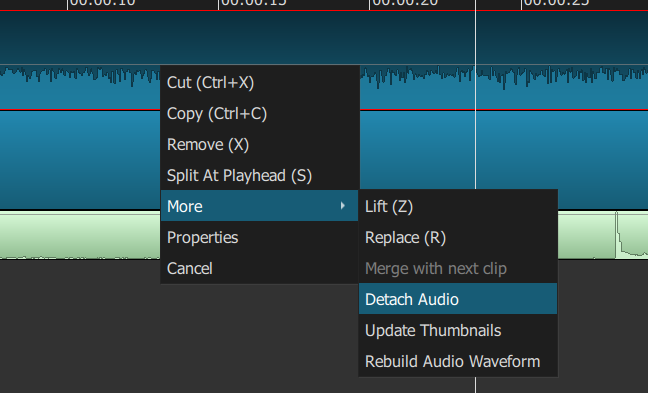 00:00:10 00:00:15 00:00:20 00:00:25
Cut (Ctrl+X)
Copy (Ctrl+C)
Remove (X)
Split At Playhead (S)
More
Properties
Cancel
Lift (Z)
Replace (R)
Merge with next clip
Detach Audio
Update Thumbnails
Rebuild Audio Waveform